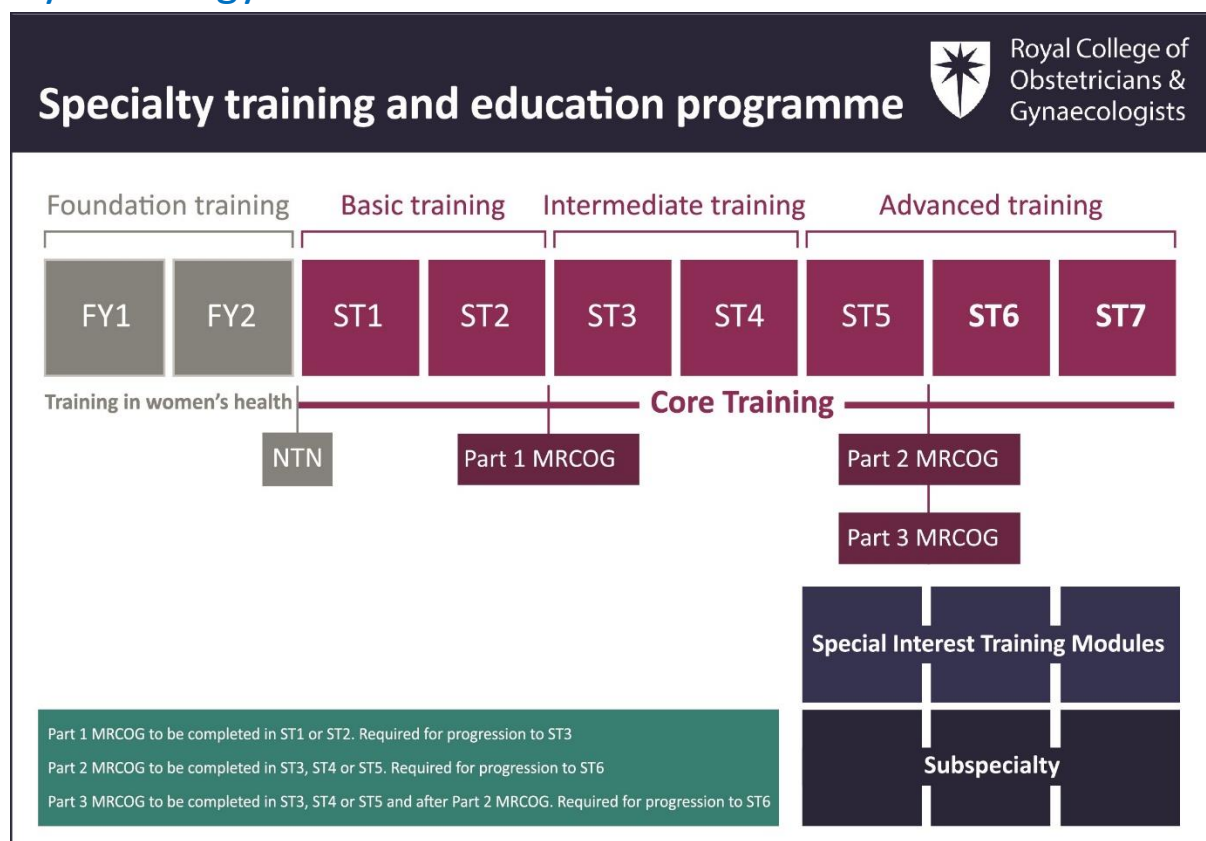 Specialty training and education programme
Royal College of
Obstetricians &
Gynaecologists
Foundation training
Basic training
Intermediate training
Advanced training
FY1
FY2
ST1
ST2
ST3
ST4
ST5
ST6
ST7
Training in women's health
Core Training
NTN
Part 1 MRCOG
Part 2 MRCOG
Part 3 MRCOG
Special Interest Training Modules
Subspecialty
Part 1 MRCOG to be completed in ST1 or ST2. Required for progression to ST3
Part 2 MRCOG to be completed in ST3, ST4 or ST5. Required for progression to ST6
Part 3 MRCOG to be completed in ST3, ST4 or ST5 and after Part 2 MRCOG. Required for progression to ST6